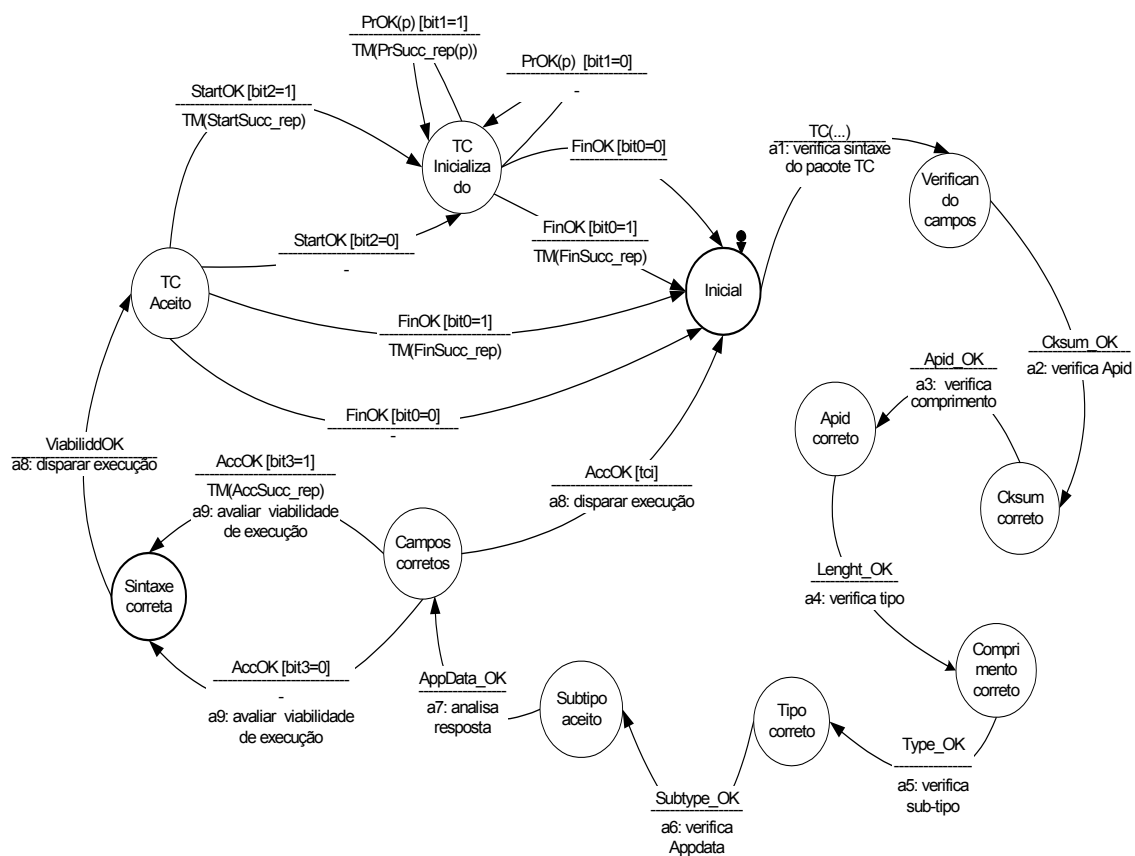 PrOK(p) [bit1=1]
TM(PrSucc_rep(p))
PrOK(p) [bit1=0]
-
StartOK [bit2=1]
TM(StartSucc_rep)
TC
Inicializa
do
FinOK [bit0=0]
TC(...)
a1: verifica sintaxe
do pacote TC
Verifican
do
campos
StartOK [bit2=0]
-
FinOK [bit0=1]
TM(FinSucc_rep)
TC
Aceito
Inicial
FinOK [bit0=1]
TM(FinSucc_rep)
Cksum_OK
a2: verifica Apid
Apid_OK
a3: verifica
comprimento
FinOK [bit0=0]
-
Apid
correto
ViabiliddOK
a8: disparar execução
AccOK [bit3=1]
TM(AccSucc_rep)
a9: avaliar viabilidade
de execução
AccOK [tci]
a8: disparar execução
Cksum
correto
Campos
corretos
Sintaxe
correta
Lenght_OK
a4: verifica tipo
AccOK [bit3=0]
-
a9: avaliar viabilidade
de execução
AppData_OK
a7: analisa
resposta
Subtipo
aceito
Tipo
correto
Compri
mento
correto
Type_OK
a5: verifica
sub-tipo
Subtype_OK
a6: verifica
Appdata